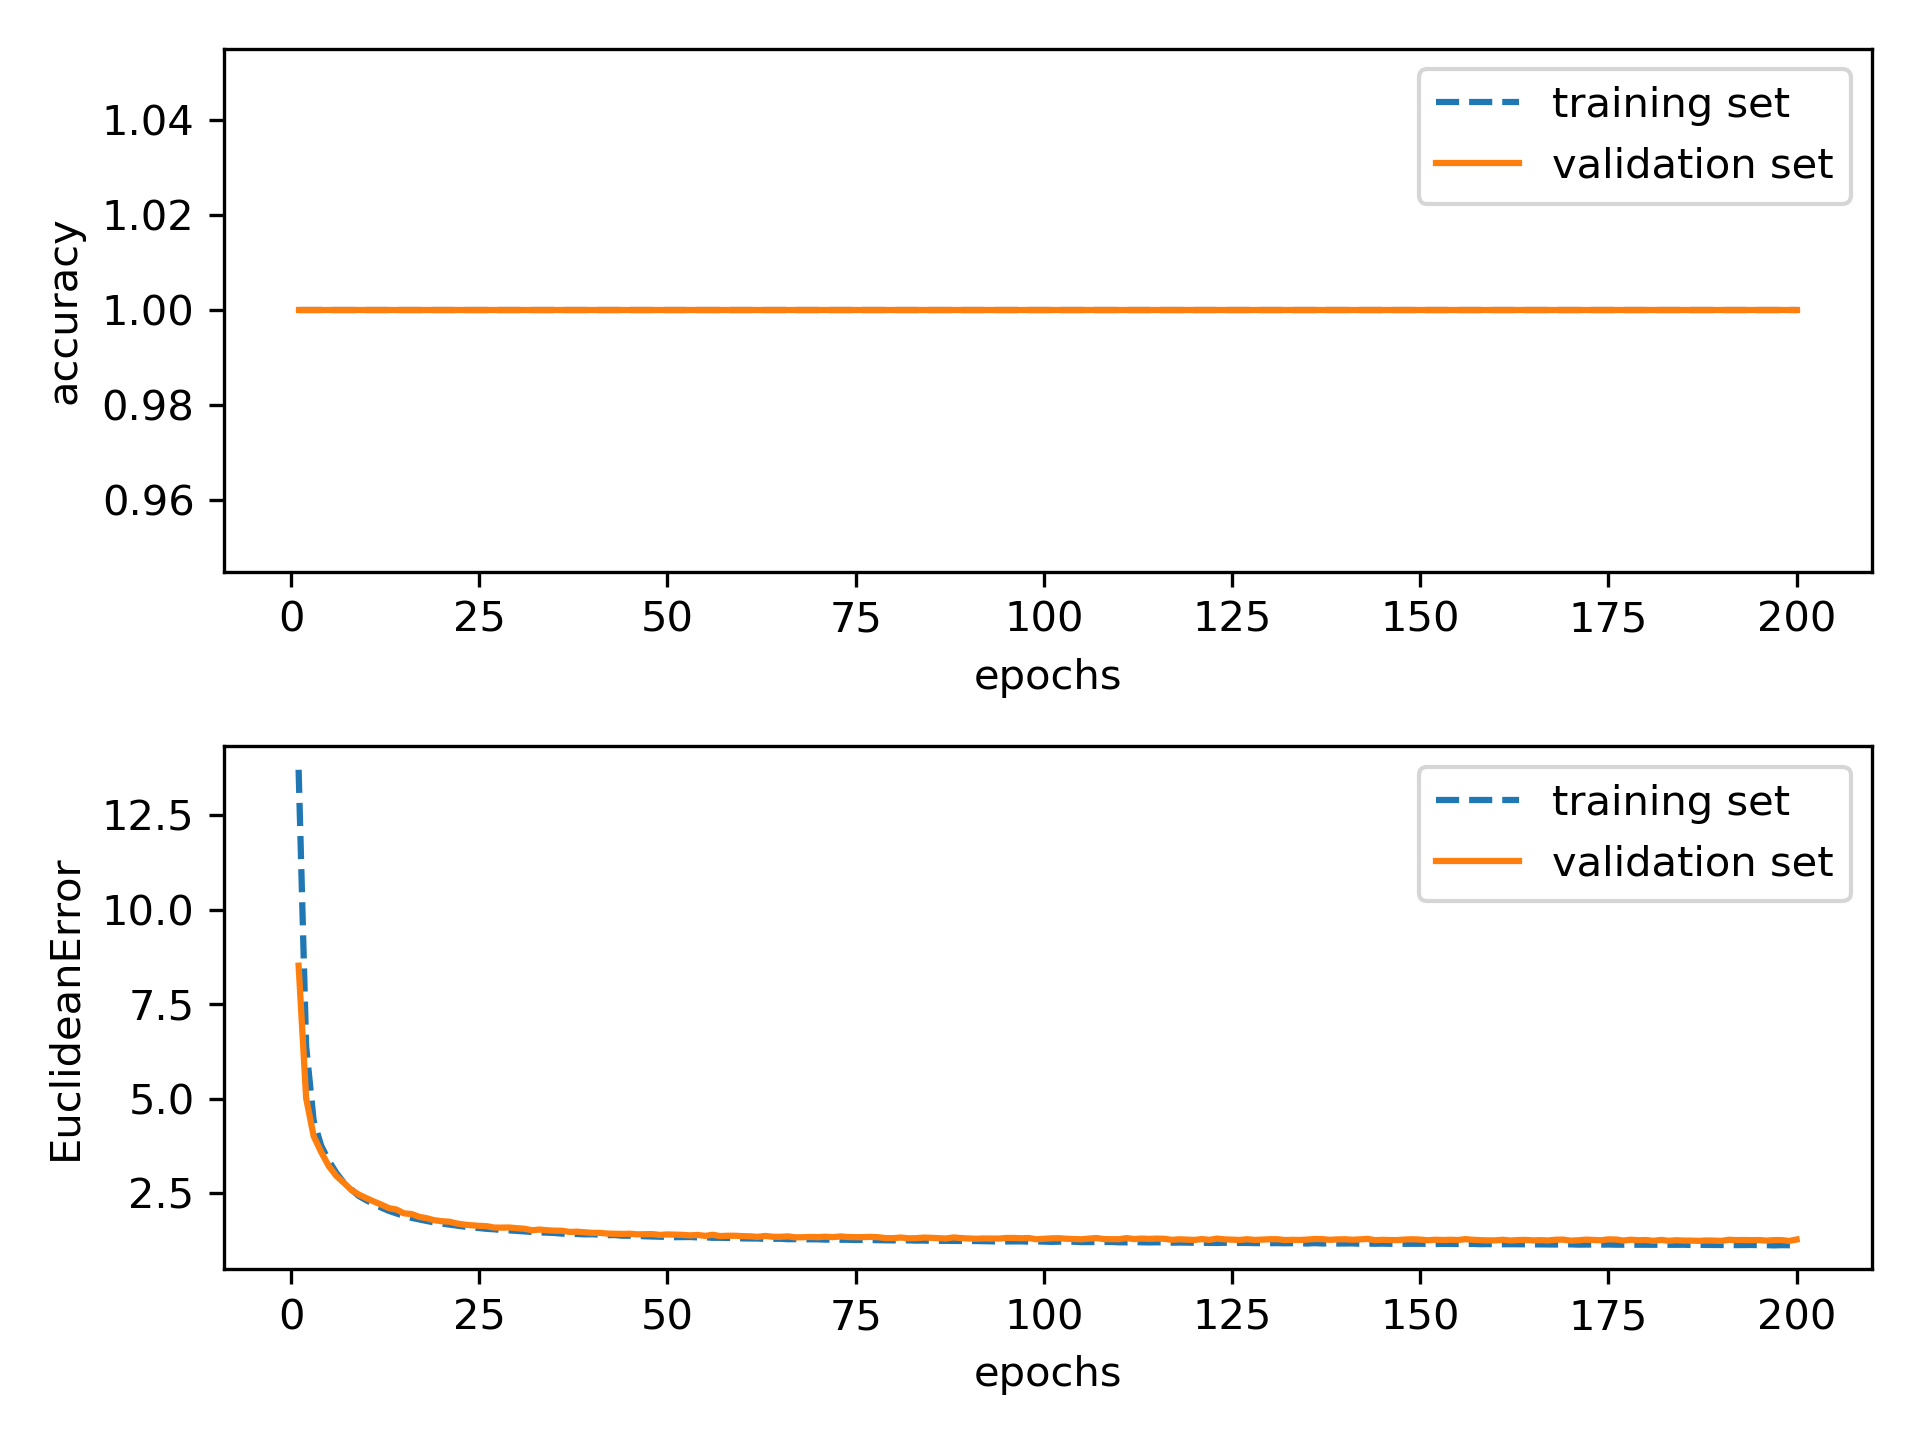 training set
validation set
1.04
1.02
1.00
0.98
0.96
accuracy
0 25 50 75 100 125 150 175 200
epochs
training set
validation set
12.5
10.0
7.5
5.0
2.5
EuclideanError
0 25 50 75 100 125 150 175 200
epochs